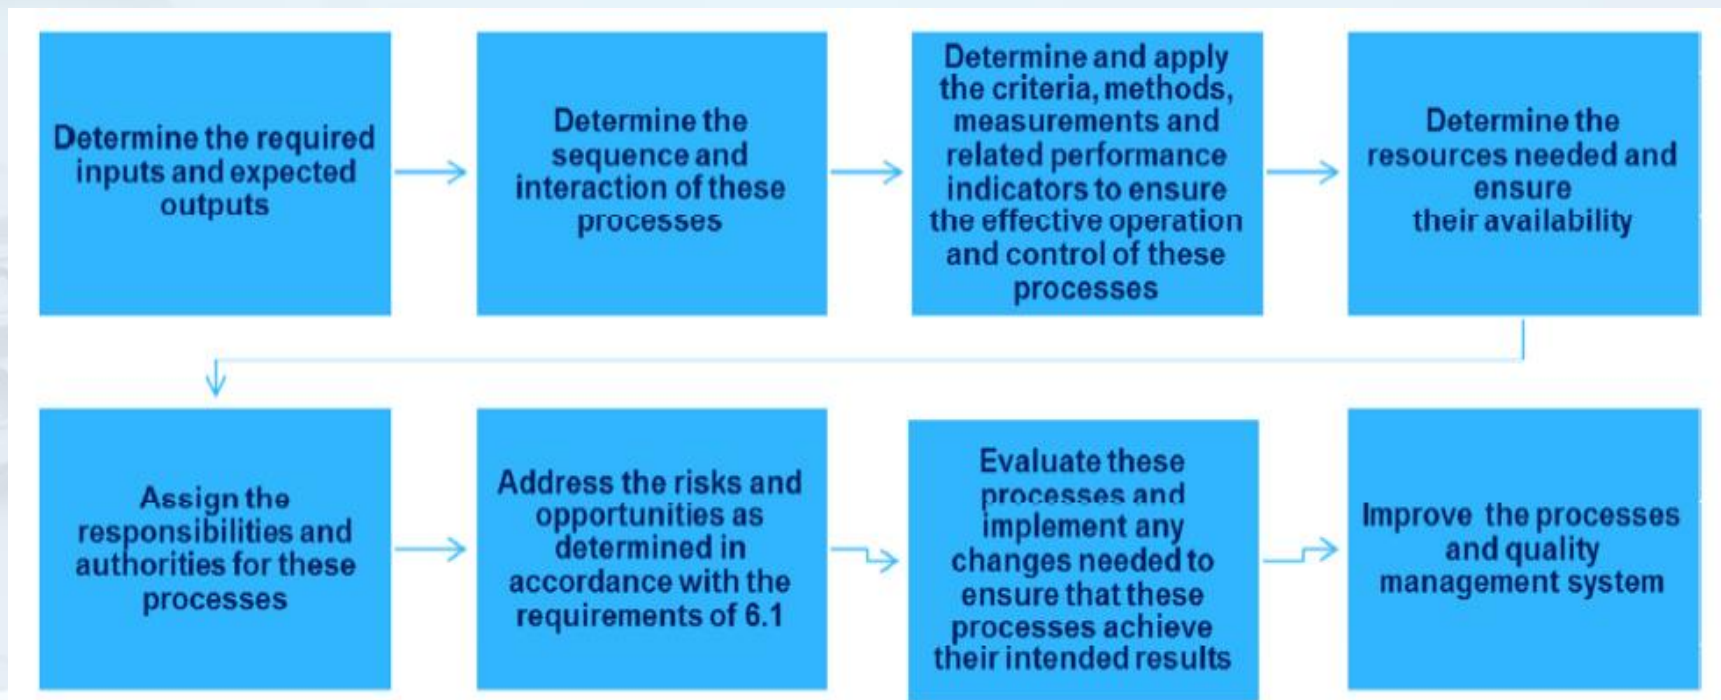 Determine the required
inputs and expected
outputs
Determine the
sequence and
interaction of these
processes
Determine and apply
the criteria, methods,
measurements and
related performance
indicators to ensure
the effective operation
and control of these
processes
Determine the
resources needed and
ensure
their availability
Assign the
responsibilities and
authorities for these
processes
Address the risks and
opportunities as
determined in
accordance with the
requirements of 6.1
Evaluate these
processes and
implement any
changes needed to
ensure that these
processes achieve
their intended results
Improve the processes
and quality
management system